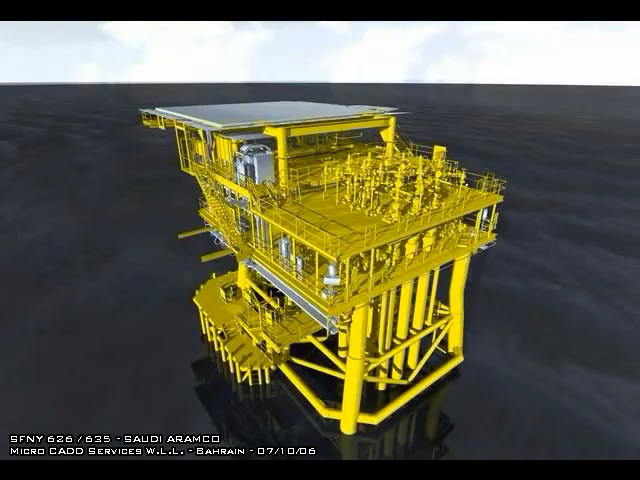 SFNY 626 / 635 - SAUDI ARAMCO
Micro CADD Services W.L.L. - Bahrain - 07/10/06